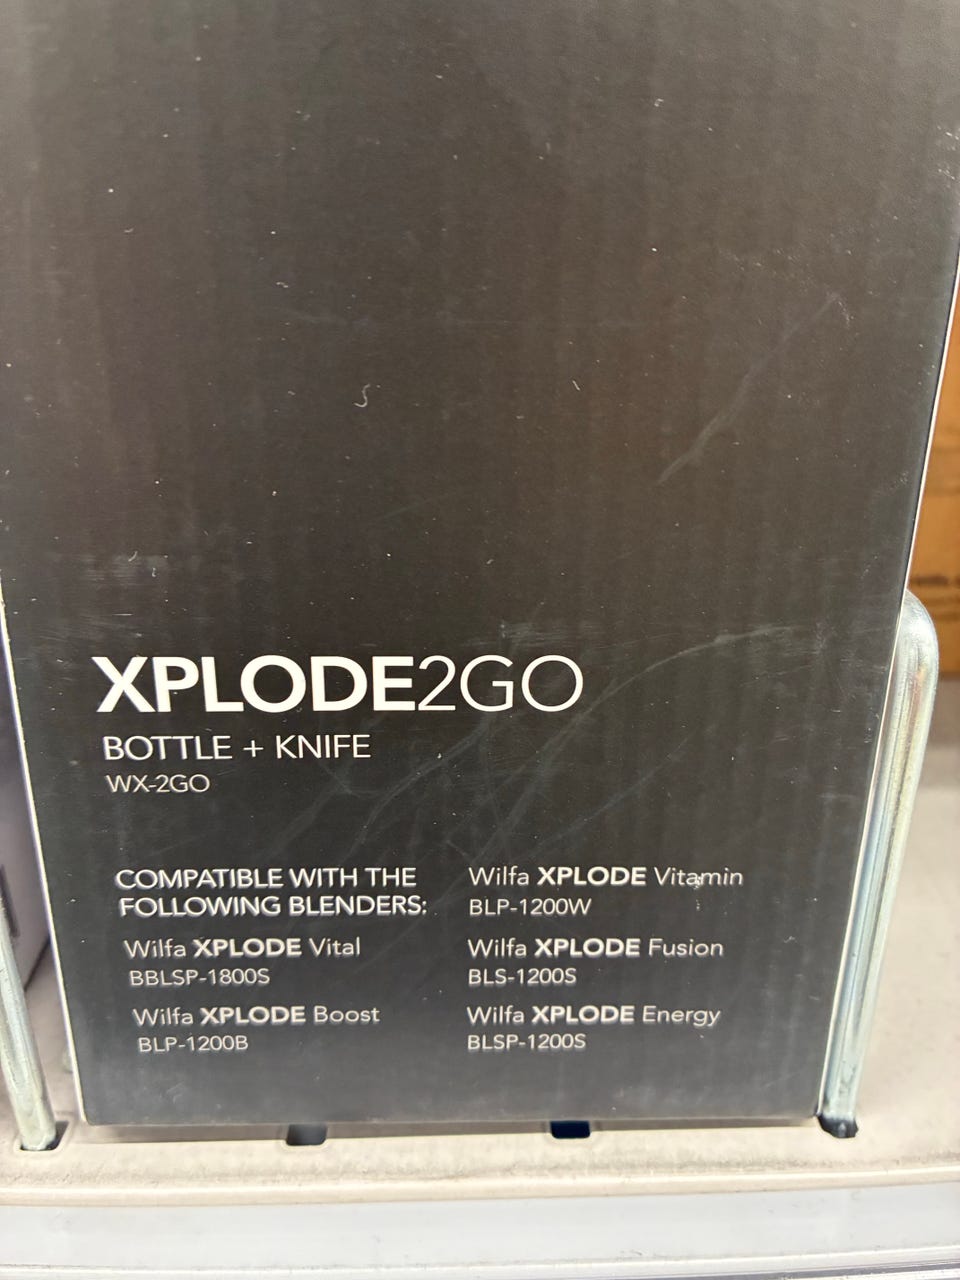 XPLODE2GO
BOTTLE + KNIFE
WX-2GO
COMPATIBLE WITH THE
FOLLOWING BLENDERS:
Wilfa XPLODE Vital
BBLSP-1800S
Wilfa XPLODE Boost
BLP-1200B
Wilfa XPLODE Vitamin
BLP-1200W
Wilfa XPLODE Fusion
BLS-1200S
Wilfa XPLODE Energy
BLSP-1200S